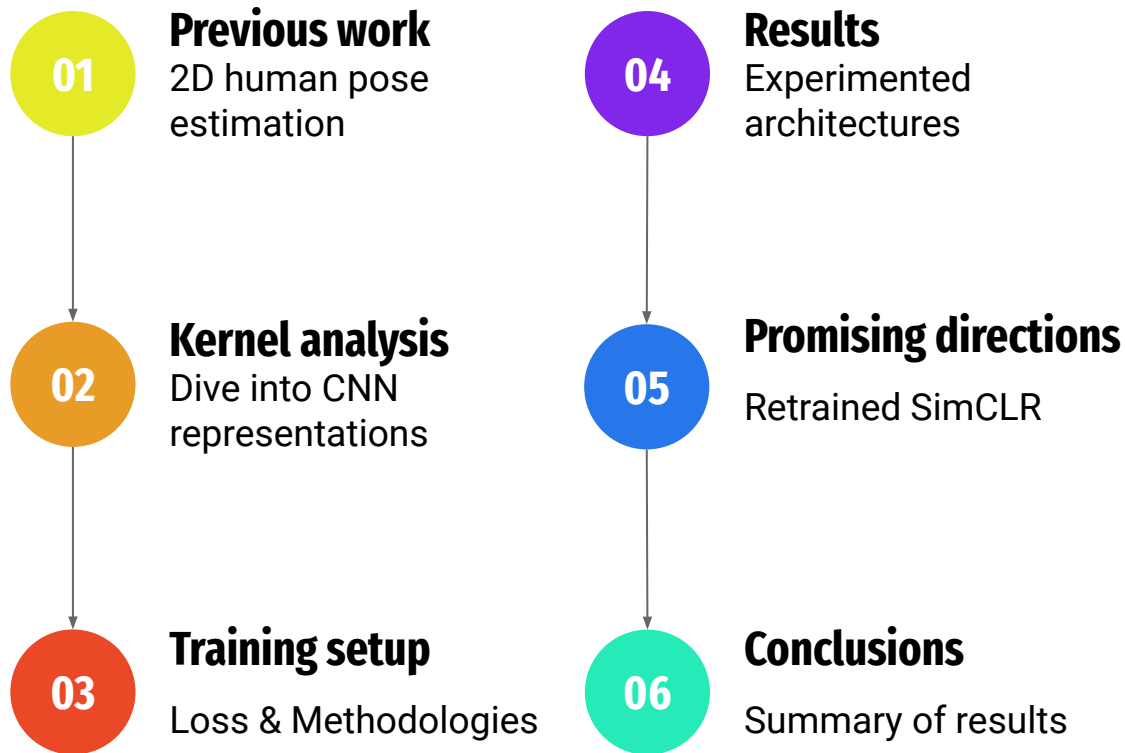 01
Previous work
2D human pose
estimation
02
Kernel analysis
Dive into CNN
representations
03
Training setup
Loss & Methodologies
04
Results
Experimented
architectures
05
Promising directions
Retrained SimCLR
06
Conclusions
Summary of results